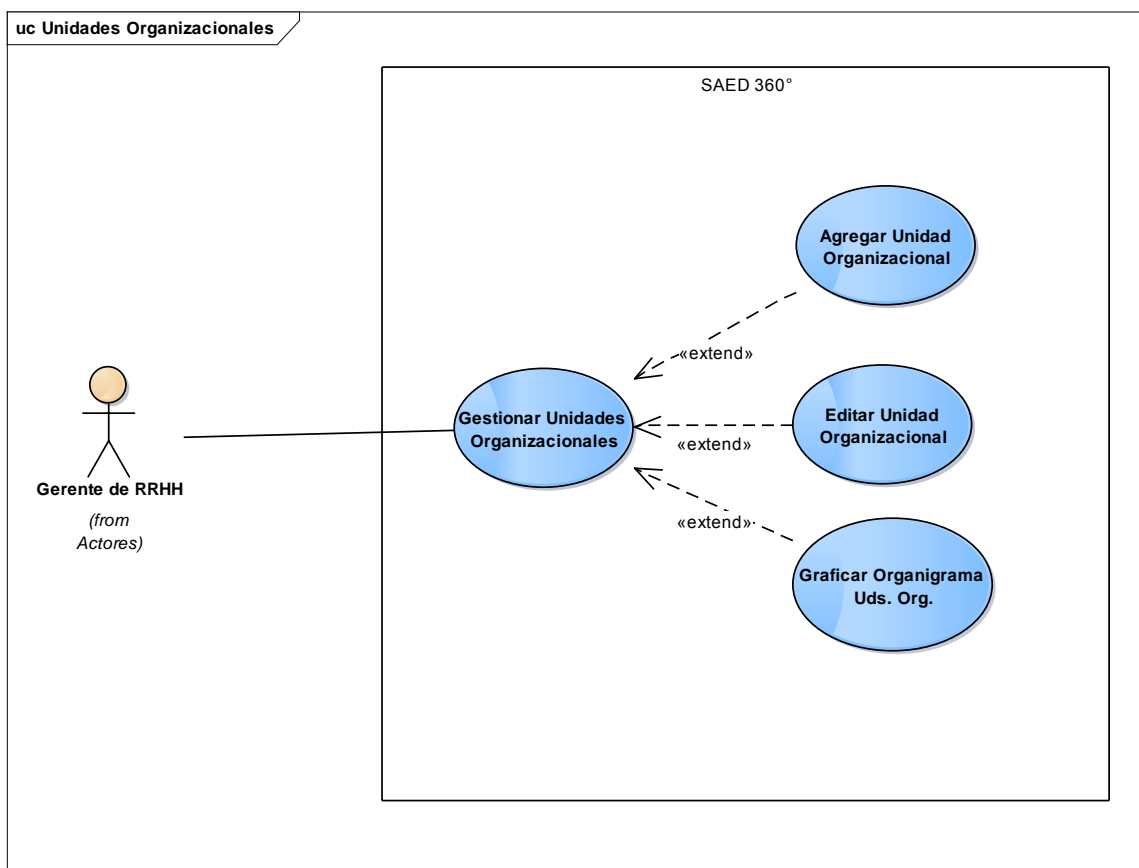 uc Unidades Organizacionales
SAED 360°
Agregar Unidad
Organizacional
«extend»
Gestionar Unidades
Organizacionales
Editar Unidad
Organizacional
«extend»
Gerente de RRHH
(from
Actores)
«extend»
Graficar Organigrama
Uds. Org.